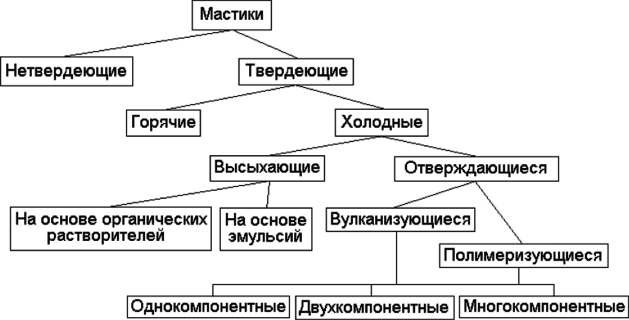 Мастики
Нетвердеющие
Твердеющие
Горячие
Холодные
Высыхающие
Отверждающиеся
На основе органических
растворителей
На основе
эмульсий
Вулканизующиеся
Полимеризующиеся
Однокомпонентные
Двухкомпонентные
Многокомпонентные